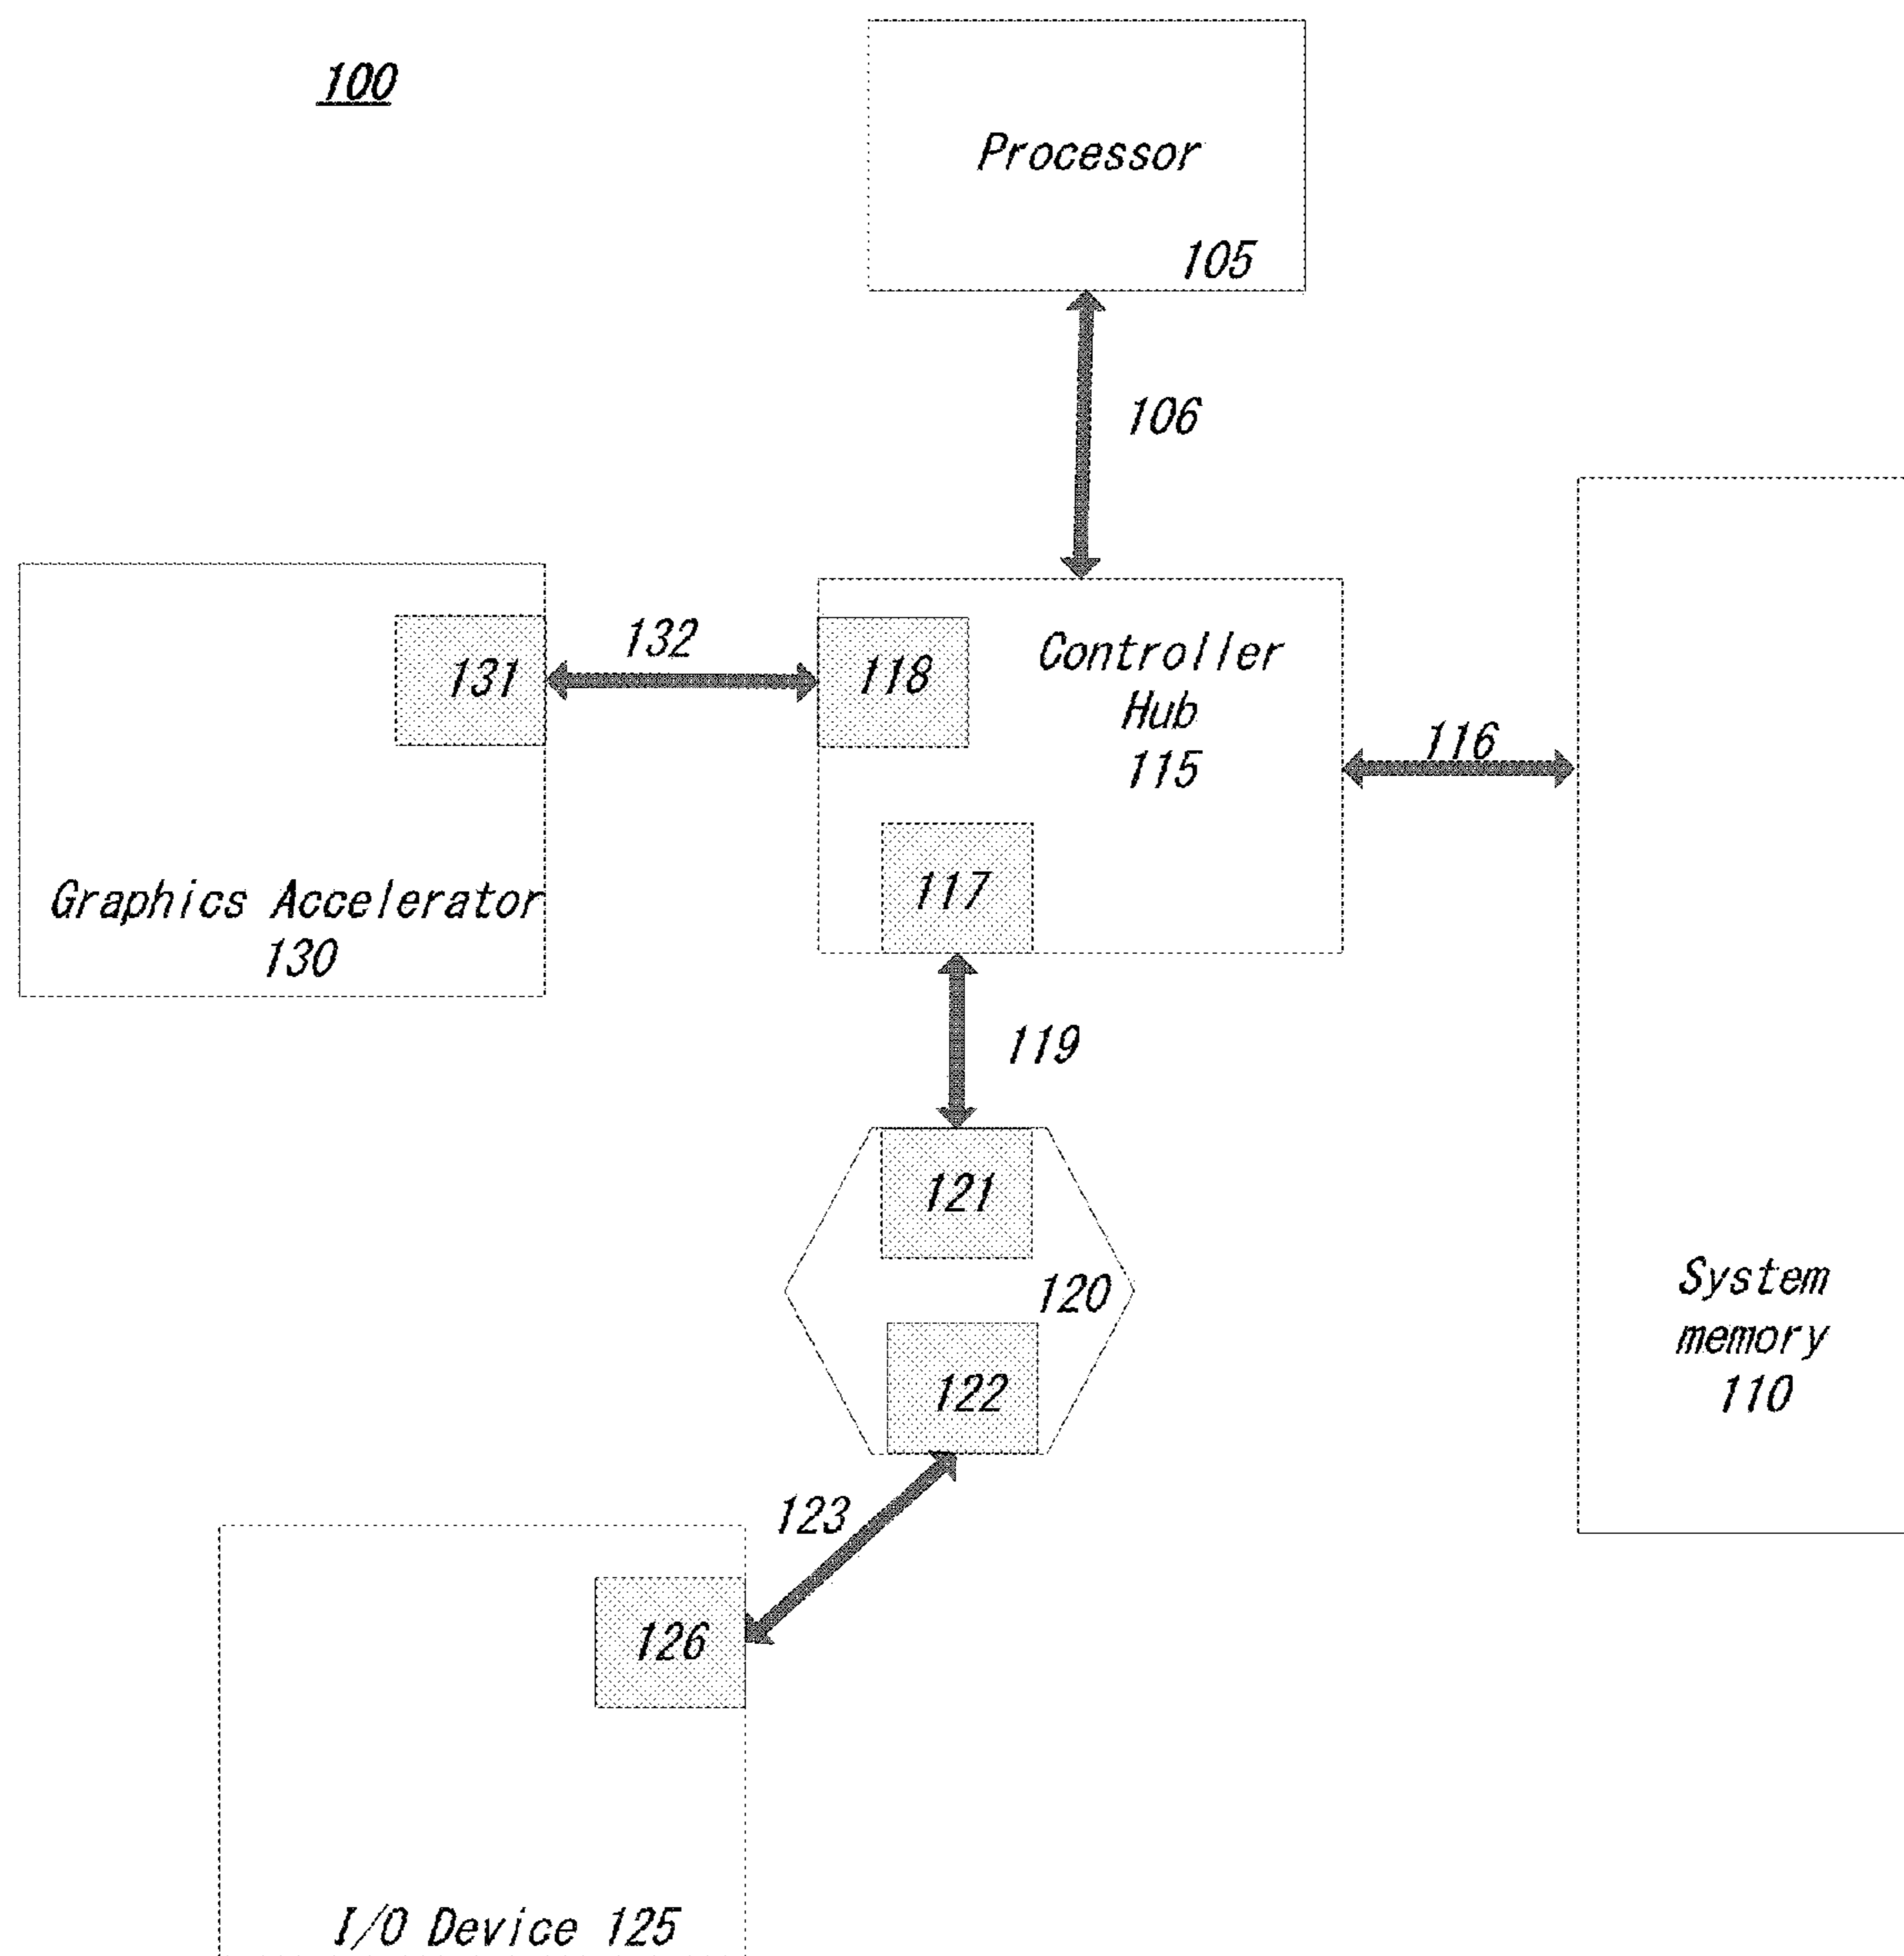 100
Processor
105
106
132
131
118
Controller
Hub
115
116
117
Graphics Accelerator
130
119
121
120
122
System
memory
110
123
126
I/O Device 125